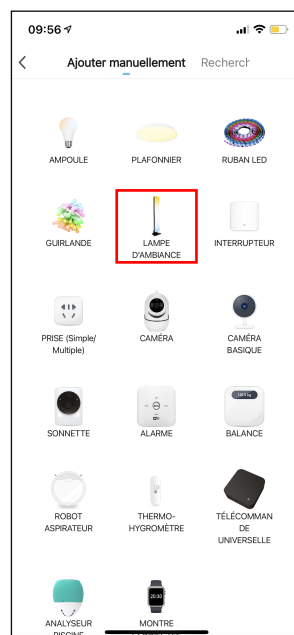 09:56
Ajouter manuellement Recherch
AMPOULE PLAFONNIER RUBAN LED
GUIRLANDE LAMPE INTERRUPTEUR
D'AMBIANCE
PRISE (Simple/ CAMÉRA CAMÉRA
Multiple) BASIQUE
SONNETTE ALARME BALANCE
ROBOT THERMO- TÉLÉCOMMAN
ASPIRATEUR HYGROMÈTRE DE
UNIVERSELLE
ANALYSEUR MONTRE
PISCINE